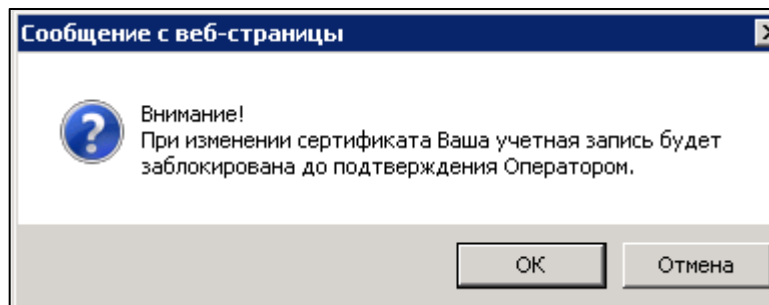 Сообщение с веб-страницы
Внимание!
При изменении сертификата Ваша учетная запись будет
заблокирована до подтверждения Оператором.
ОК
Отмена